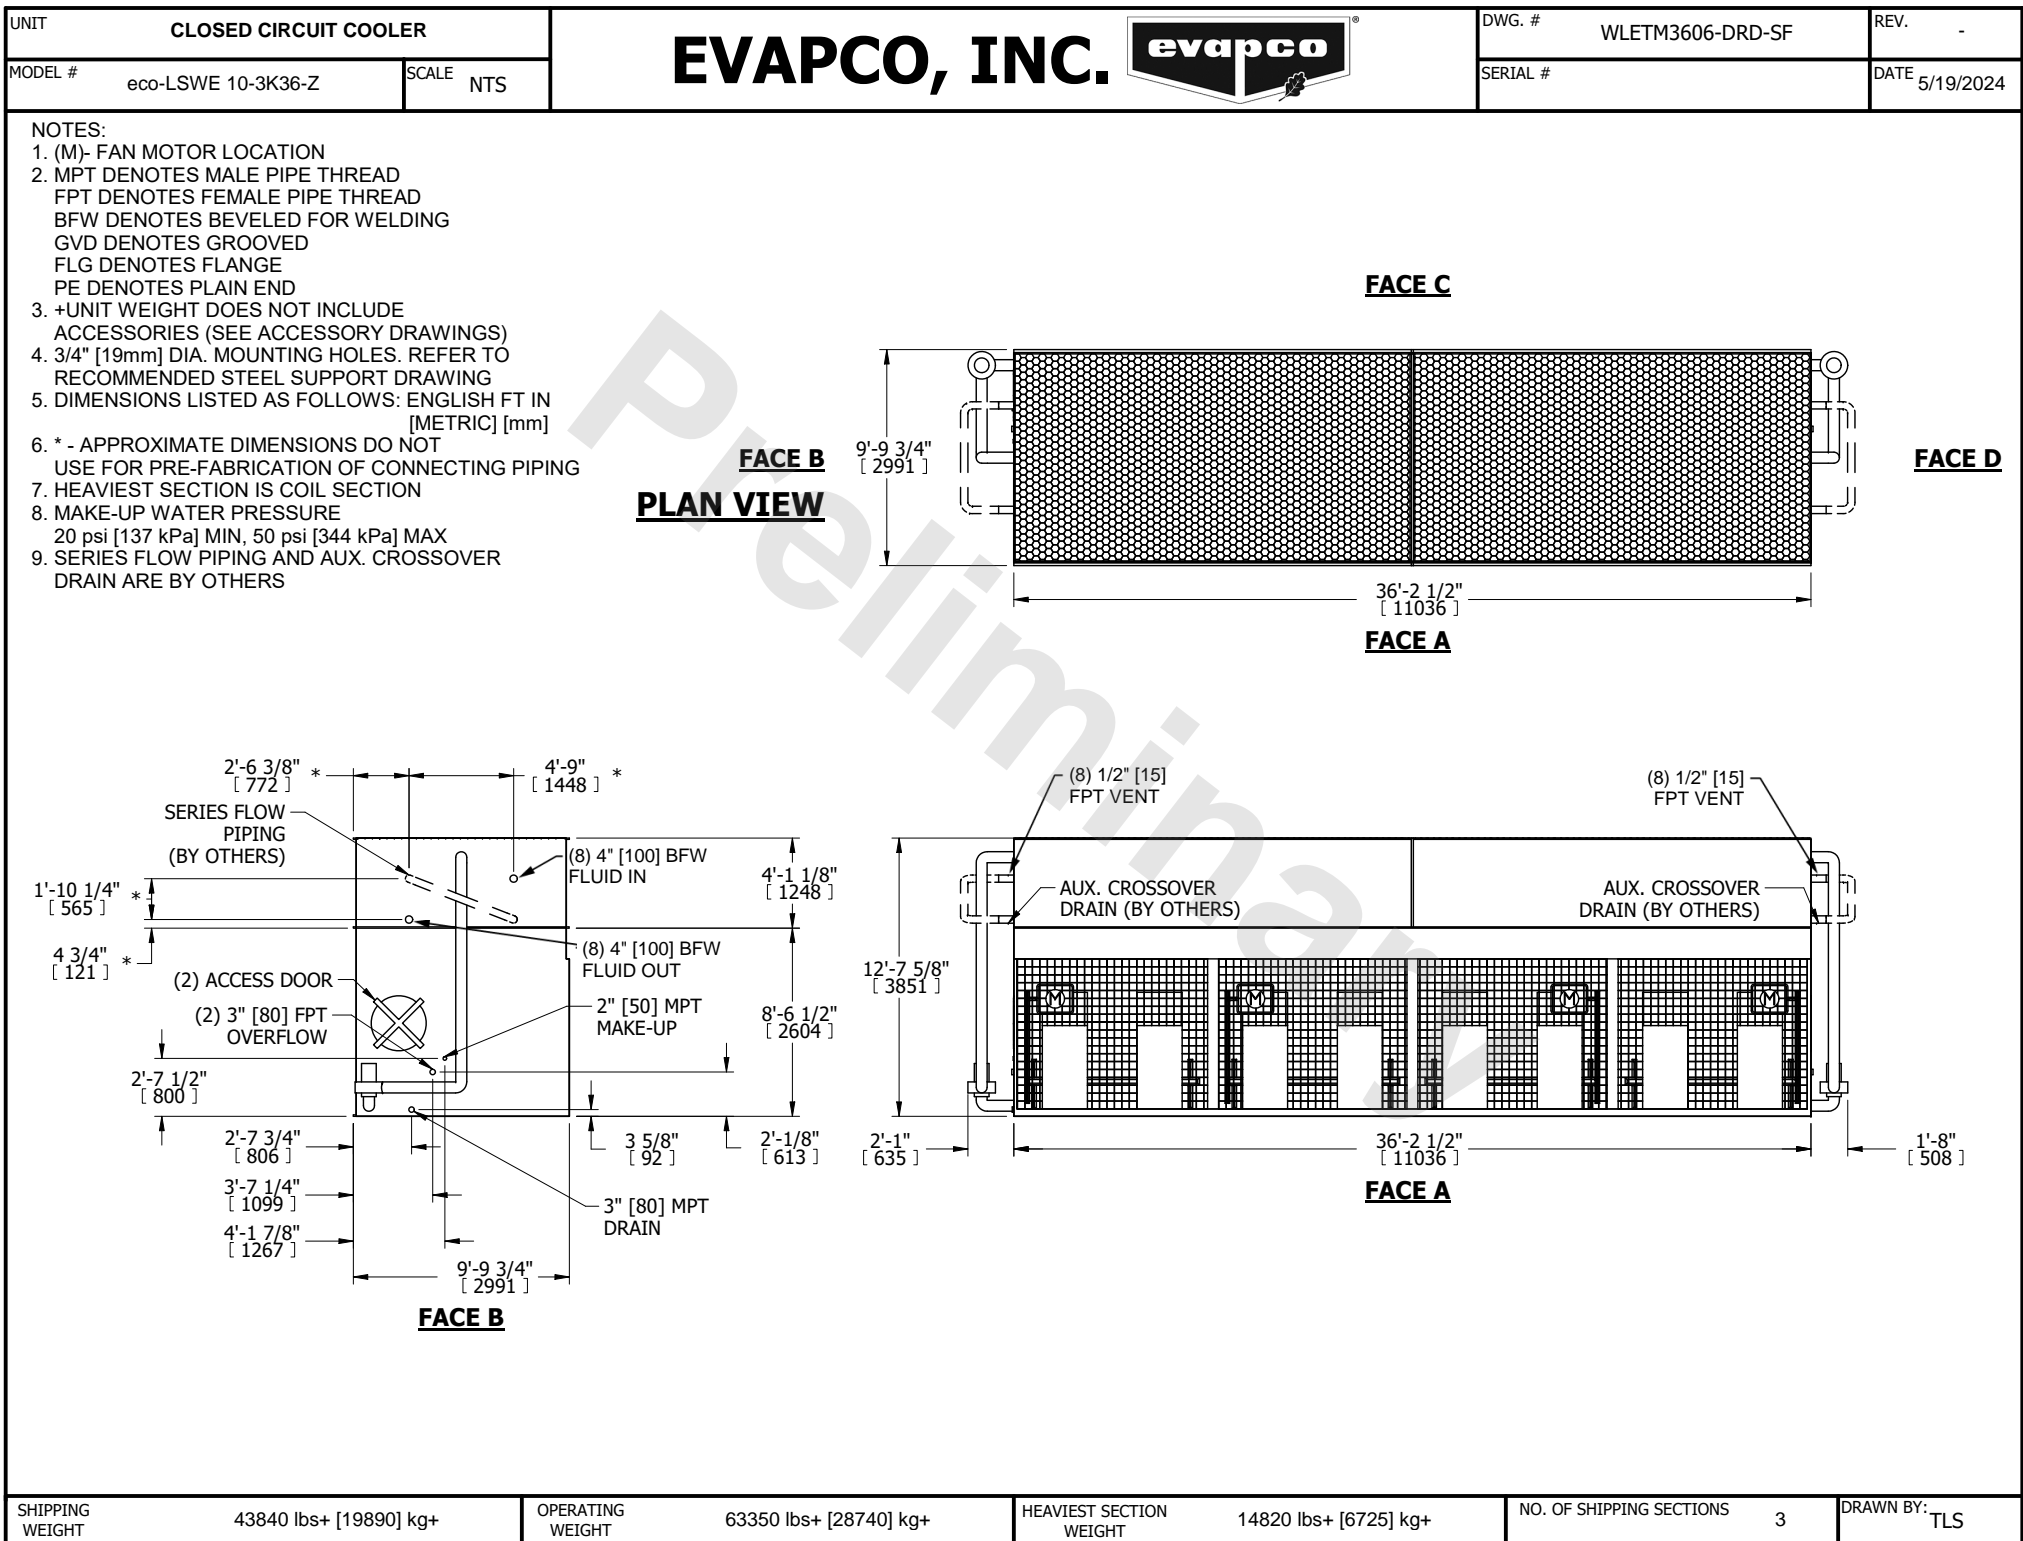 UNIT
CLOSED CIRCUIT COOLER
MODEL #
eco-LSWE 10-3K36-Z
SCALE
NTS
EVAPCO, INC.
evapco
®
DWG. #
WLETM3606-DRD-SF
REV.
-
SERIAL #
DATE
5/19/2024
NOTES:
1. (M)- FAN MOTOR LOCATION
2. MPT DENOTES MALE PIPE THREAD
FPT DENOTES FEMALE PIPE THREAD
BFW DENOTES BEVELED FOR WELDING
GVD DENOTES GROOVED
FLG DENOTES FLANGE
PE DENOTES PLAIN END
3. +UNIT WEIGHT DOES NOT INCLUDE
ACCESSORIES (SEE ACCESSORY DRAWINGS)
4. 3/4" [19mm] DIA. MOUNTING HOLES. REFER TO
RECOMMENDED STEEL SUPPORT DRAWING
5. DIMENSIONS LISTED AS FOLLOWS: ENGLISH FT IN
[METRIC] [mm]
6. * - APPROXIMATE DIMENSIONS DO NOT
USE FOR PRE-FABRICATION OF CONNECTING PIPING
7. HEAVIEST SECTION IS COIL SECTION
8. MAKE-UP WATER PRESSURE
20 psi [137 kPa] MIN, 50 psi [344 kPa] MAX
9. SERIES FLOW PIPING AND AUX. CROSSOVER
DRAIN ARE BY OTHERS
Preliminary
FACE C
FACE B
9'-9 3/4"
[ 2991 ]
FACE D
PLAN VIEW
36'-2 1/2"
[ 11036 ]
FACE A
2'-6 3/8" *
[ 772 ]
4'-9" *
[ 1448 ]
SERIES FLOW
PIPING
(BY OTHERS)
(8) 4" [100] BFW
FLUID IN
4'-1 1/8"
[ 1248 ]
1'-10 1/4" *
[ 565 ]
4 3/4" *
[ 121 ]
(8) 4" [100] BFW
FLUID OUT
(2) ACCESS DOOR
(2) 3" [80] FPT
OVERFLOW
2" [50] MPT
MAKE-UP
8'-6 1/2"
[ 2604 ]
2'-7 1/2"
[ 800 ]
2'-7 3/4"
[ 806 ]
3 5/8"
[ 92 ]
2'-1/8"
[ 613 ]
3'-7 1/4"
[ 1099 ]
3" [80] MPT
DRAIN
4'-1 7/8"
[ 1267 ]
9'-9 3/4"
[ 2991 ]
FACE B
(8) 1/2" [15]
FPT VENT
(8) 1/2" [15]
FPT VENT
AUX. CROSSOVER
DRAIN (BY OTHERS)
AUX. CROSSOVER
DRAIN (BY OTHERS)
12'-7 5/8"
[ 3851 ]
M M M M
2'-1"
[ 635 ]
36'-2 1/2"
[ 11036 ]
1'-8"
[ 508 ]
FACE A
SHIPPING
WEIGHT
43840 lbs+ [19890] kg+
OPERATING
WEIGHT
63350 lbs+ [28740] kg+
HEAVIEST SECTION
WEIGHT
14820 lbs+ [6725] kg+
NO. OF SHIPPING SECTIONS
3
DRAWN BY:
TLS